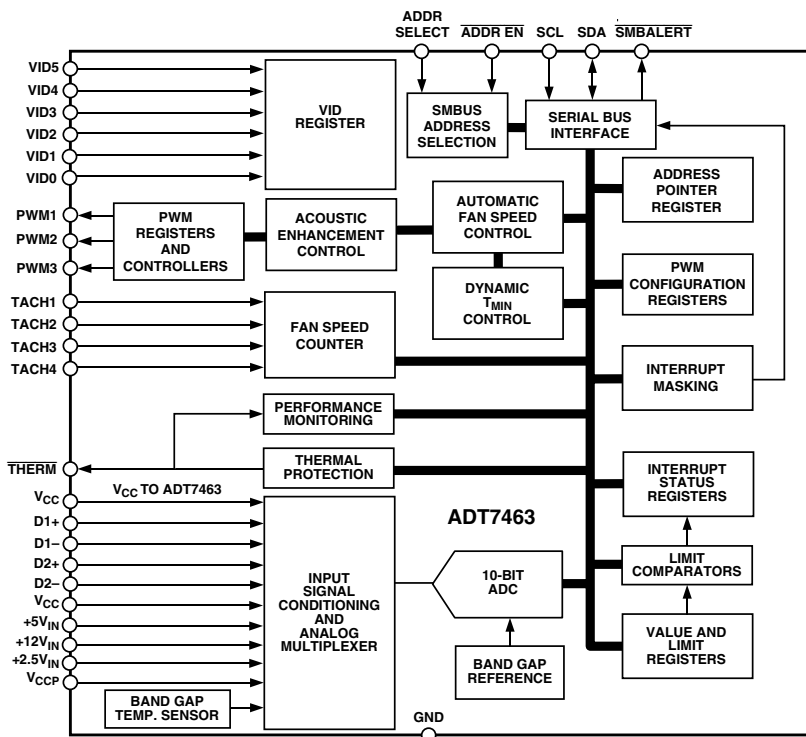 ADDR
SELECT
ADDR EN
SCL
SDA
SMBALERT
VID5
VID4
VID3
VID2
VID1
VID0
VID
REGISTER
SMBUS
ADDRESS
SELECTION
SERIAL BUS
INTERFACE
ADDRESS
POINTER
REGISTER
PWM1
PWM2
PWM3
PWM
REGISTERS
AND
CONTROLLERS
ACOUSTIC
ENHANCEMENT
CONTROL
AUTOMATIC
FAN SPEED
CONTROL
DYNAMIC
TMIN
CONTROL
PWM
CONFIGURATION
REGISTERS
TACH1
TACH2
TACH3
TACH4
FAN SPEED
COUNTER
INTERRUPT
MASKING
PERFORMANCE
MONITORING
THERM
THERMAL
PROTECTION
INTERRUPT
STATUS
REGISTERS
VCC
VCC TO ADT7463
D1+
D1–
D2+
D2–
VCC
+5VIN
+12VIN
+2.5VIN
VCCP
INPUT
SIGNAL
CONDITIONING
AND
ANALOG
MULTIPLEXER
ADT7463
10-BIT
ADC
LIMIT
COMPARATORS
VALUE AND
LIMIT
REGISTERS
BAND GAP
REFERENCE
BAND GAP
TEMP. SENSOR
GND